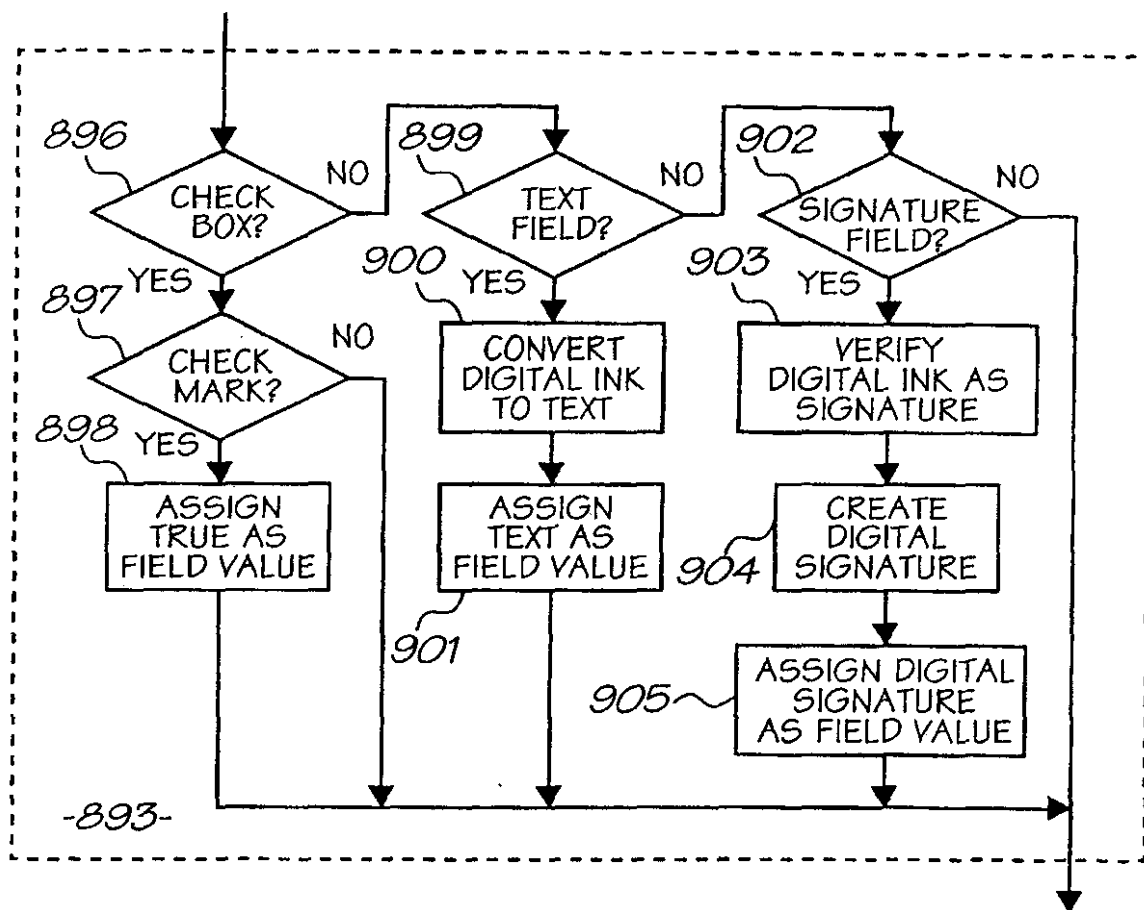 896
CHECK
BOX?
NO
YES
897
CHECK
MARK?
NO
YES
898
ASSIGN
TRUE AS
FIELD VALUE
899
TEXT
FIELD?
NO
YES
900
CONVERT
DIGITAL INK
TO TEXT
ASSIGN
TEXT AS
FIELD VALUE
901
902
SIGNATURE
FIELD?
NO
YES
903
VERIFY
DIGITAL INK AS
SIGNATURE
CREATE
DIGITAL
SIGNATURE
904
ASSIGN DIGITAL
SIGNATURE
AS FIELD VALUE
905
-893-